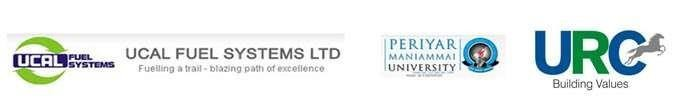 UCAL FUEL
SYSTEMS
UCAL FUEL SYSTEMS LTD
Fuelling a trail - blazing path of excellence
PERIYAR
MANIAMMAI
UNIVERSITY
URC
Building Values